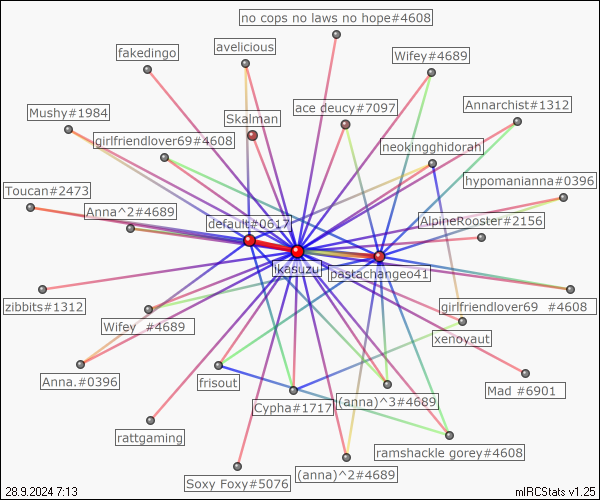 no cops no laws no hope#4608
avelicious
fakedingo
Wifey#4689
Mushy#1984
Skalman
ace deucy#7097
Annarchist#1312
girlfriendlover69#4608
neokingghidorah
Toucan#2473
hypomanianna#0396
Anna^2#4689
default#0617
AlpineRooster#2156
Ikasuzu
pastachangeo41
zibbits#1312
girlfriendlover69 #4608
Wifey #4689
xenoyaut
Anna.#0396
frisout
Mad #6901
Cypha#1717
(anna)^3#4689
rattgaming
ramshackle gorey#4608
Soxy Foxy#5076
(anna)^2#4689
28.9.2024 7:13
mIRCStats v1.25